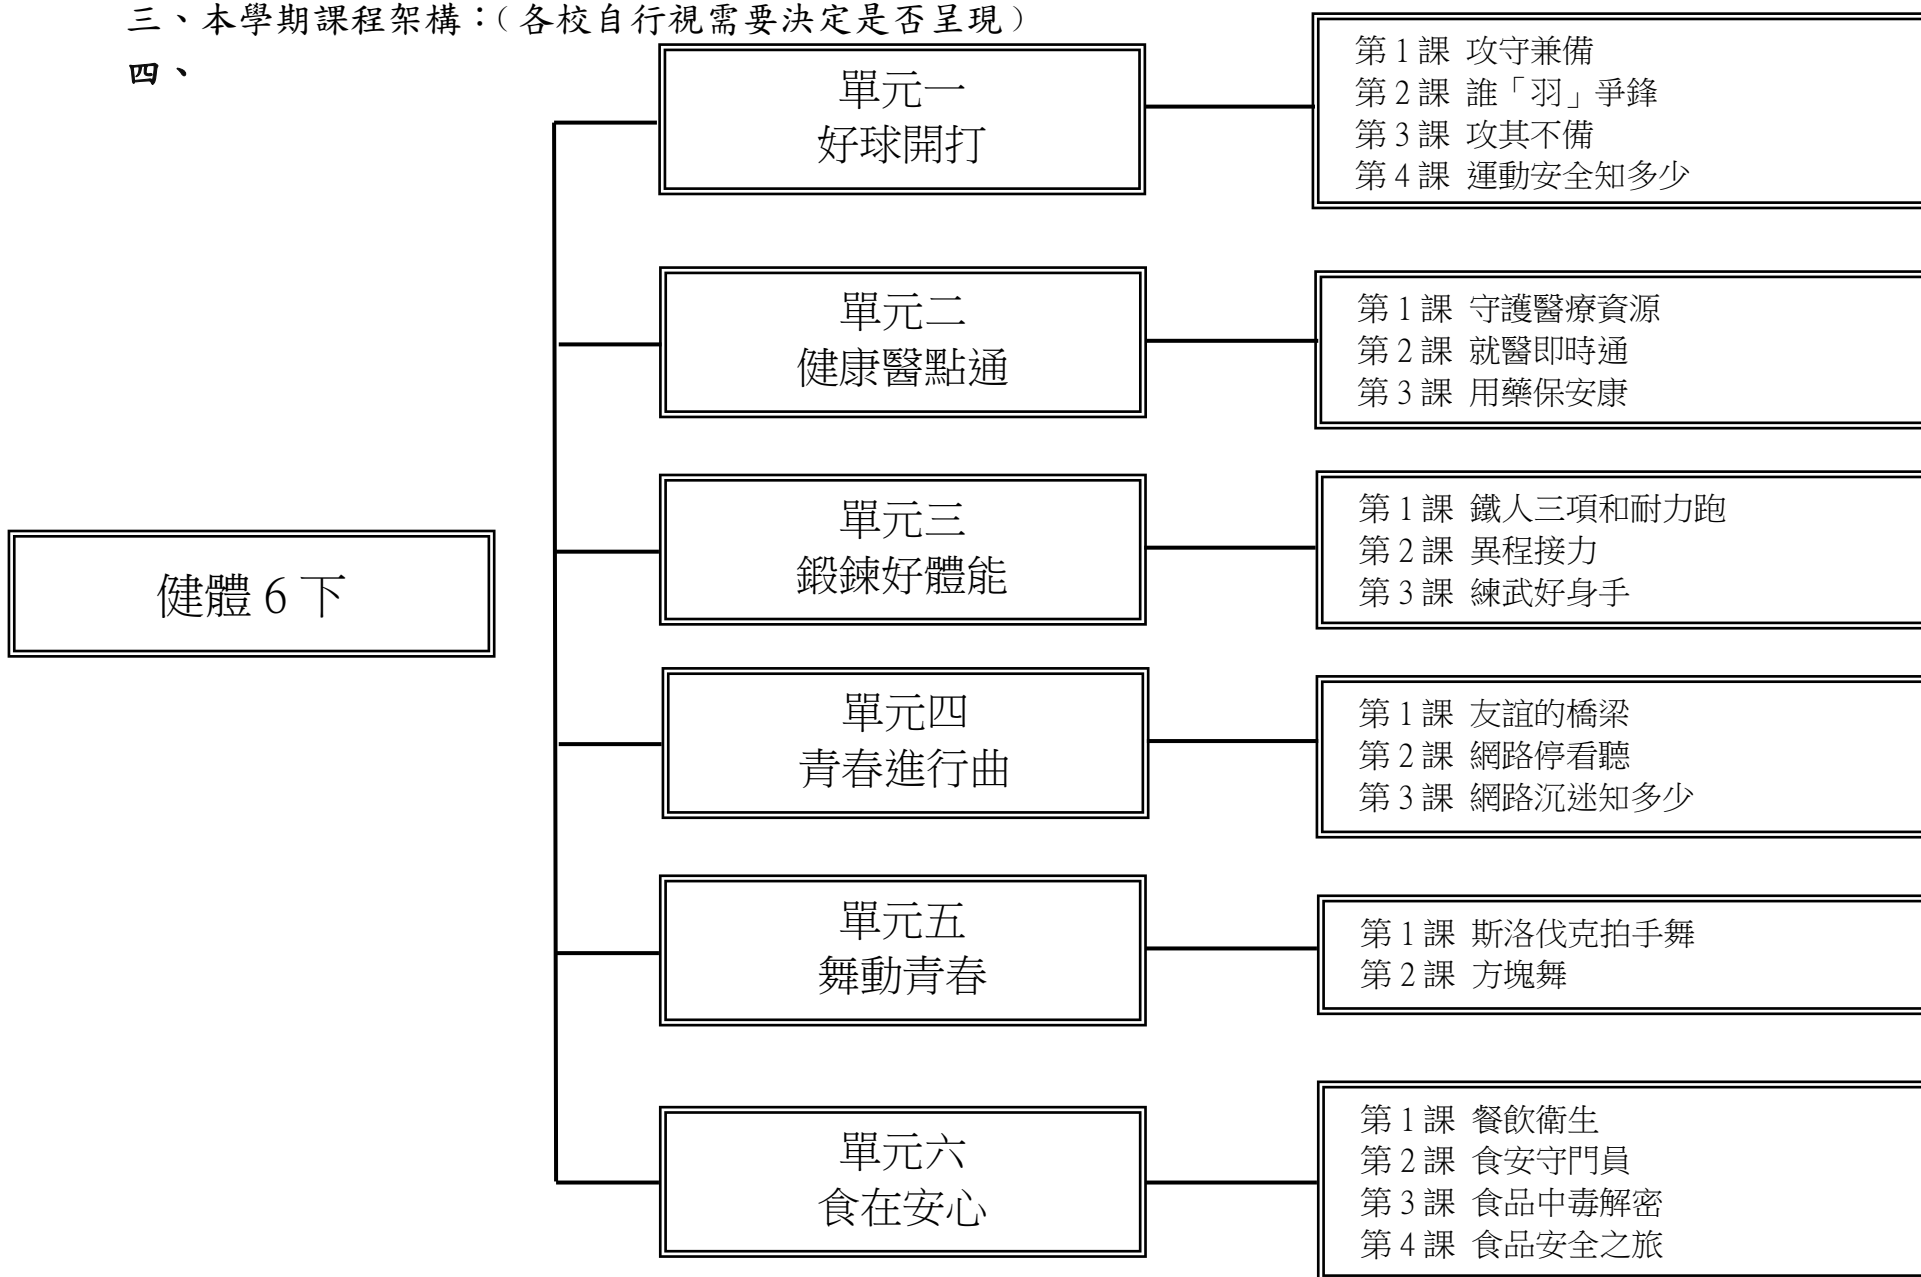 三、本學期課程架構：（各校自行視需要決定是否呈現）
四、
健體 6 下
單元一
好球開打
第 1 課 攻守兼備
第 2 課 誰「羽」爭鋒
第 3 課 攻其不備
第 4 課 運動安全知多少
單元二
健康醫點通
第 1 課 守護醫療資源
第 2 課 就醫即時通
第 3 課 用藥保安康
單元三
鍛鍊好體能
第 1 課 鐵人三項和耐力跑
第 2 課 異程接力
第 3 課 練武好身手
單元四
青春進行曲
第 1 課 友誼的橋梁
第 2 課 網路停看聽
第 3 課 網路沉迷知多少
單元五
舞動青春
第 1 課 斯洛伐克拍手舞
第 2 課 方塊舞
單元六
食在安心
第 1 課 餐飲衛生
第 2 課 食安守門員
第 3 課 食品中毒解密
第 4 課 食品安全之旅